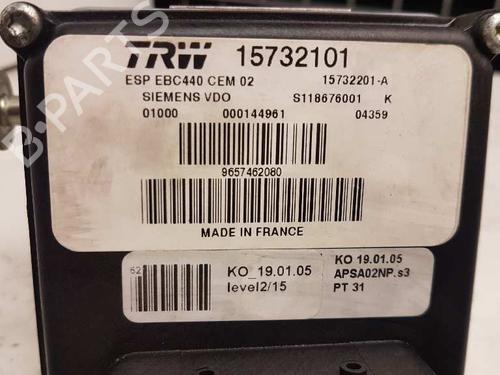 TRW 15732101
ESP EBC440 CEM 02 15732201-A
SIEMENS VDO S118676001 K
01000 000144961 04359
9657462080
MADE IN FRANCE
62
KO_19.01.05
level2/15
KO 19.01.05
APSA02NP.s3
PT 31